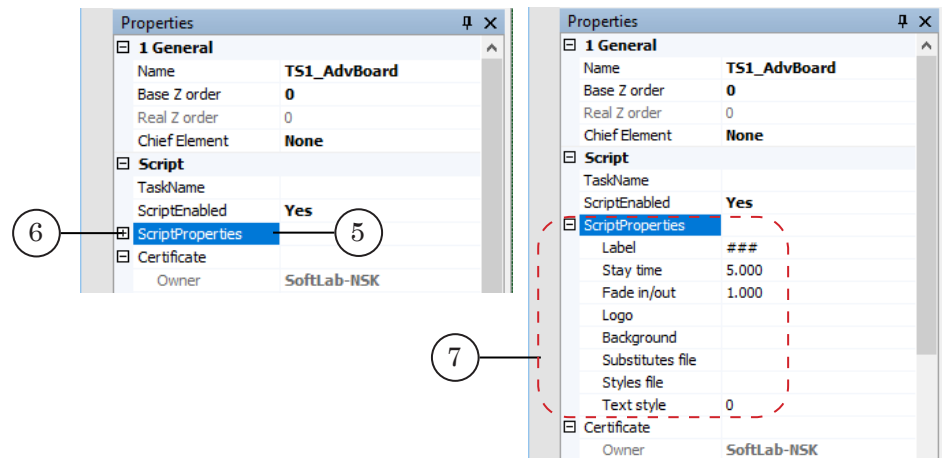 Properties
1 General
Name TS1_AdvBoard
Base Z order 0
Real Z order 0
Chief Element None
Script
TaskName
ScriptEnabled Yes
6 ScriptProperties 5
Certificate
Owner SoftLab-NSK
Properties
1 General
Name TS1_AdvBoard
Base Z order 0
Real Z order 0
Chief Element None
Script
TaskName
ScriptEnabled Yes
ScriptProperties
Label ###
Stay time 5.000
Fade in/out 1.000
Logo
Background
7 Substitutes file
Styles file
Text style 0
Certificate
Owner SoftLab-NSK